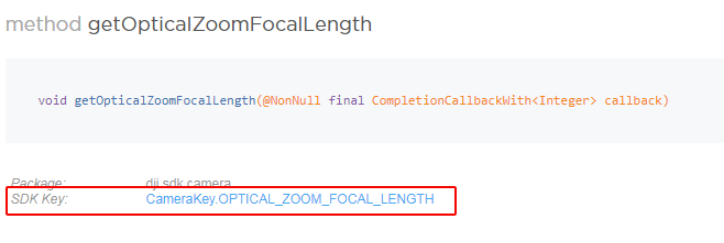 method getOpticalZoomFocalLength
void getOpticalZoomFocalLength(@NonNull final CompletionCallbackWith<Integer> callback)
Package: dji.sdk.camera
SDK Key: CameraKey.OPTICAL_ZOOM_FOCAL_LENGTH